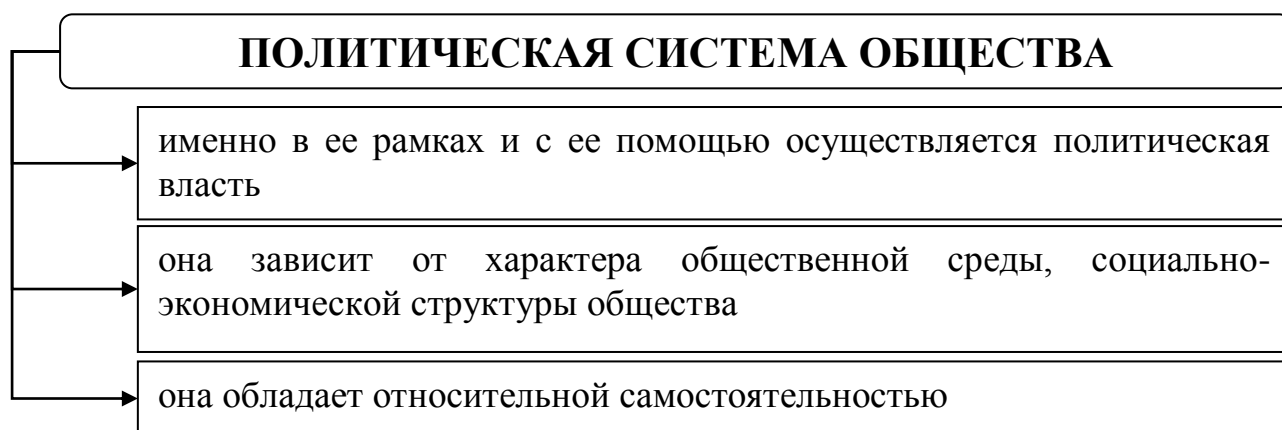 ПОЛИТИЧЕСКАЯ СИСТЕМА ОБЩЕСТВА
именно в ее рамках и с ее помощью осуществляется политическая
власть
она зависит от характера общественной среды, социально-
экономической структуры общества
она обладает относительной самостоятельностью